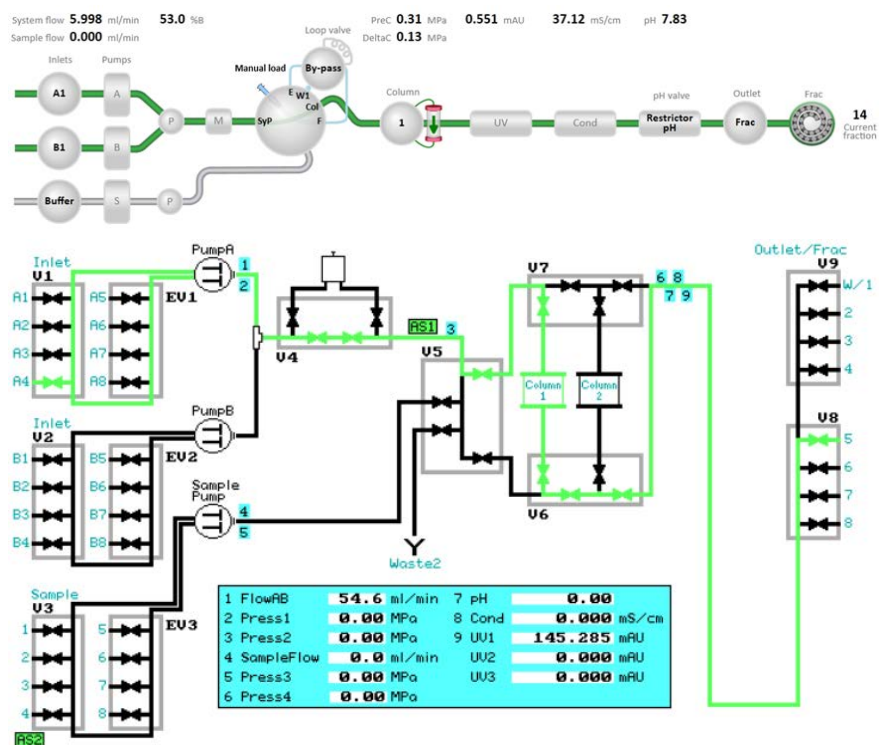 System flow 5.998 ml/min 53.0 %B PreC 0.31 MPa 0.551 mAU 37.12 mS/cm pH 7.83
Sample flow 0.000 ml/min DeltaC 0.13 MPa
Loop valve
Inlets Pumps Manual load By-pass Column pH valve Outlet Frac
E W1 Col
A1 A
P M SyP F 1 UV Cond Restrictor pH Frac 14
Current fraction
B1 B
Buffer S P
Inlet PumpA Outlet/Frac
V1 1 V7 6 8 V9
A1 A5 EV1 2 7 9 W/1
A2 A6 2
A3 A7 AS1 3 3
A4 A8 V4 V5 4
Column 1 Column 2
Inlet PumpB V8
V2 5
B1 B5 EV2 6
B2 B6 7
B3 B7 Sample Pump 8
B4 B8 4 V6
5
Waste2
Sample
V3
1 5 EV3
2 6
3 7
4 8
AS2
1 FlowAB 54.6 ml/min 7 pH 0.00
2 Press1 0.00 MPa 8 Cond 0.000 mS/cm
3 Press2 0.00 MPa 9 UV1 145.285 mAU
4 SampleFlow 0.0 ml/min UV2 0.000 mAU
5 Press3 0.00 MPa UV3 0.000 mAU
6 Press4 0.00 MPa